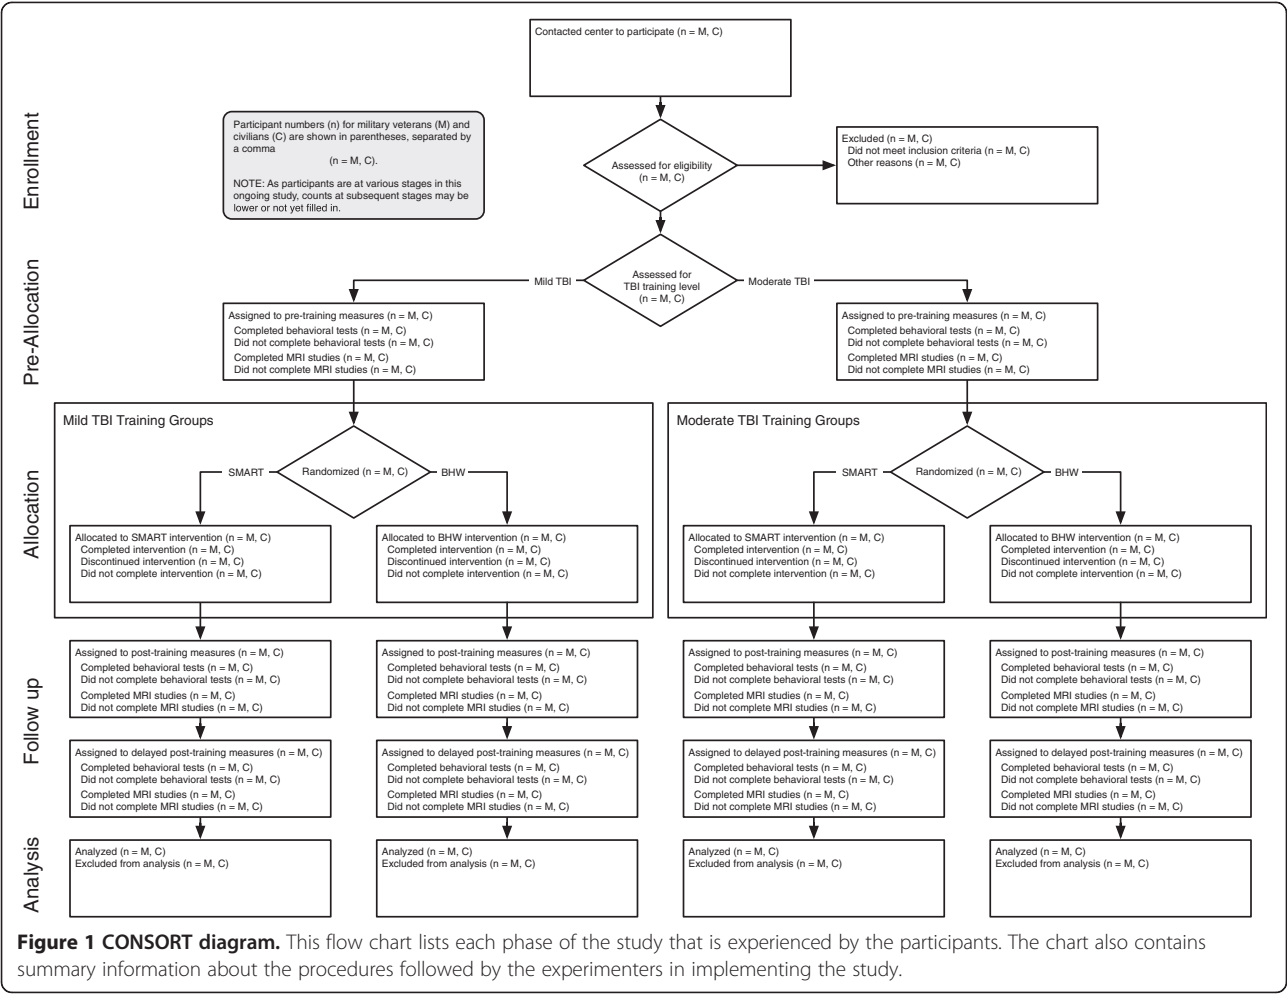 Enrollment
Contacted center to participate (n = M, C)
Participant numbers (n) for military veterans (M) and
civilians (C) are shown in parentheses, separated by
a comma
(n = M, C).
NOTE: As participants are at various stages in this
ongoing study, counts at subsequent stages may be
lower or not yet filled in.
Assessed for eligibility
(n = M, C)
Excluded (n = M, C)
Did not meet inclusion criteria (n = M, C)
Other reasons (n = M, C)
Pre-Allocation
Mild TBI
Assessed for
TBI training level
(n = M, C)
Moderate TBI
Assigned to pre-training measures (n = M, C)
Completed behavioral tests (n = M, C)
Did not complete behavioral tests (n = M, C)
Completed MRI studies (n = M, C)
Did not complete MRI studies (n = M, C)
Assigned to pre-training measures (n = M, C)
Completed behavioral tests (n = M, C)
Did not complete behavioral tests (n = M, C)
Completed MRI studies (n = M, C)
Did not complete MRI studies (n = M, C)
Allocation
Mild TBI Training Groups
SMART
Randomized (n = M, C)
BHW
Allocated to SMART intervention (n = M, C)
Completed intervention (n = M, C)
Discontinued intervention (n = M, C)
Did not complete intervention (n = M, C)
Allocated to BHW intervention (n = M, C)
Completed intervention (n = M, C)
Discontinued intervention (n = M, C)
Did not complete intervention (n = M, C)
Moderate TBI Training Groups
SMART
Randomized (n = M, C)
BHW
Allocated to SMART intervention (n = M, C)
Completed intervention (n = M, C)
Discontinued intervention (n = M, C)
Did not complete intervention (n = M, C)
Allocated to BHW intervention (n = M, C)
Completed intervention (n = M, C)
Discontinued intervention (n = M, C)
Did not complete intervention (n = M, C)
Follow up
Assigned to post-training measures (n = M, C)
Completed behavioral tests (n = M, C)
Did not complete behavioral tests (n = M, C)
Completed MRI studies (n = M, C)
Did not complete MRI studies (n = M, C)
Assigned to post-training measures (n = M, C)
Completed behavioral tests (n = M, C)
Did not complete behavioral tests (n = M, C)
Completed MRI studies (n = M, C)
Did not complete MRI studies (n = M, C)
Assigned to post-training measures (n = M, C)
Completed behavioral tests (n = M, C)
Did not complete behavioral tests (n = M, C)
Completed MRI studies (n = M, C)
Did not complete MRI studies (n = M, C)
Assigned to post-training measures (n = M, C)
Completed behavioral tests (n = M, C)
Did not complete behavioral tests (n = M, C)
Completed MRI studies (n = M, C)
Did not complete MRI studies (n = M, C)
Assigned to delayed post-training measures (n = M, C)
Completed behavioral tests (n = M, C)
Did not complete behavioral tests (n = M, C)
Completed MRI studies (n = M, C)
Did not complete MRI studies (n = M, C)
Assigned to delayed post-training measures (n = M, C)
Completed behavioral tests (n = M, C)
Did not complete behavioral tests (n = M, C)
Completed MRI studies (n = M, C)
Did not complete MRI studies (n = M, C)
Assigned to delayed post-training measures (n = M, C)
Completed behavioral tests (n = M, C)
Did not complete behavioral tests (n = M, C)
Completed MRI studies (n = M, C)
Did not complete MRI studies (n = M, C)
Assigned to delayed post-training measures (n = M, C)
Completed behavioral tests (n = M, C)
Did not complete behavioral tests (n = M, C)
Completed MRI studies (n = M, C)
Did not complete MRI studies (n = M, C)
Analysis
Analyzed (n = M, C)
Excluded from analysis (n = M, C)
Analyzed (n = M, C)
Excluded from analysis (n = M, C)
Analyzed (n = M, C)
Excluded from analysis (n = M, C)
Analyzed (n = M, C)
Excluded from analysis (n = M, C)
Figure 1 CONSORT diagram. This flow chart lists each phase of the study that is experienced by the participants. The chart also contains
summary information about the procedures followed by the experimenters in implementing the study.